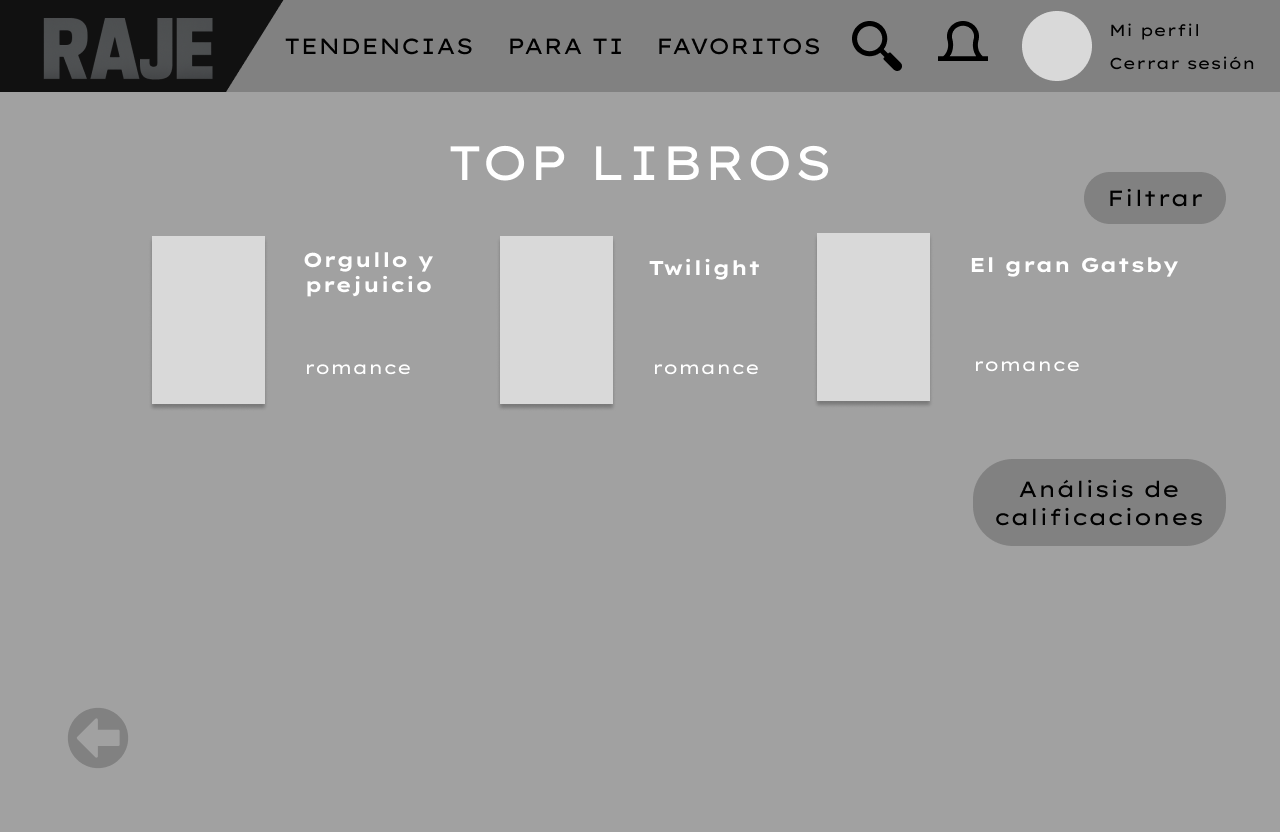 RAJE
TENDENCIAS
PARA TI
FAVORITOS
Mi perfil
Cerrar sesión
TOP LIBROS
Filtrar
Orgullo y
prejuicio
romance
Twilight
romance
El gran Gatsby
romance
Análisis de
calificaciones